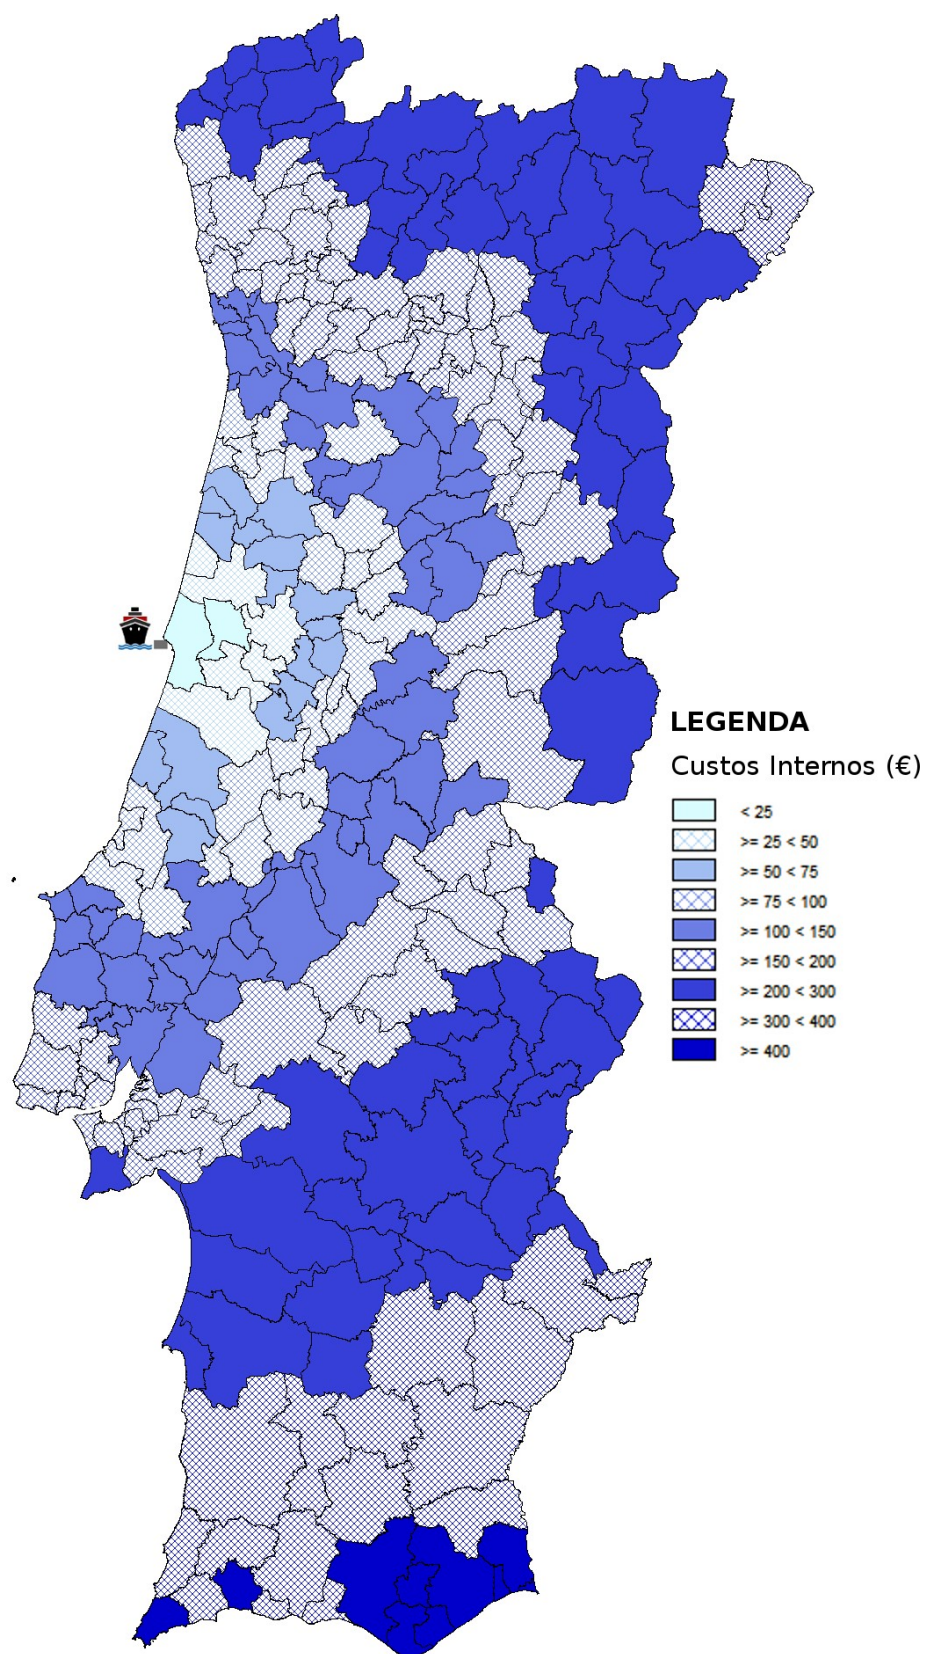 LEGENDA
Custos Internos (€)
< 25
>= 25 < 50
>= 50 < 75
>= 75 < 100
>= 100 < 150
>= 150 < 200
>= 200 < 300
>= 300 < 400
>= 400